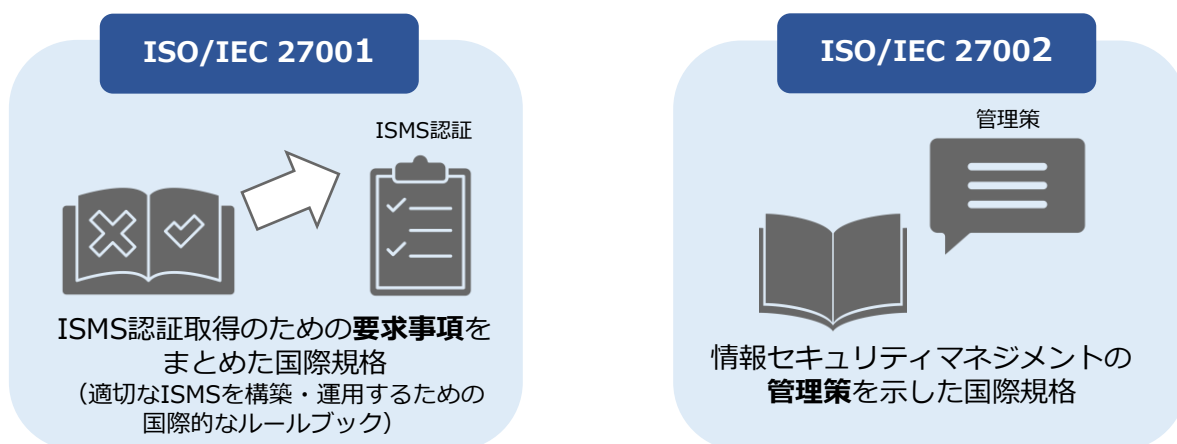 ISO/IEC 27001
ISMS認証
ISMS認証取得のための要求事項を
まとめた国際規格
（適切なISMSを構築・運用するための
国際的なルールブック）
ISO/IEC 27002
管理策
情報セキュリティマネジメントの
管理策を示した国際規格